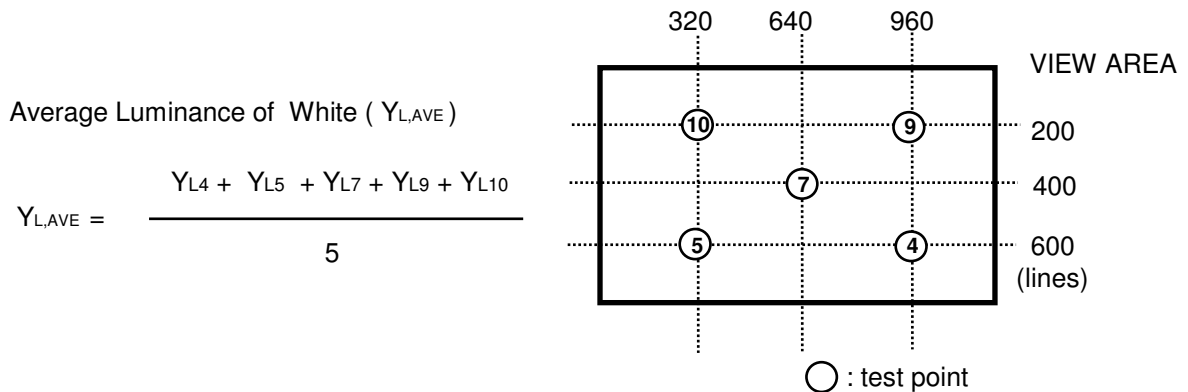 320 640 960
VIEW AREA
Average Luminance of White ( YL,AVE )
10 9 200
YL4 + YL5 + YL7 + YL9 + YL10
7 400
YL,AVE =
5
5 4 600
(lines)
: test point